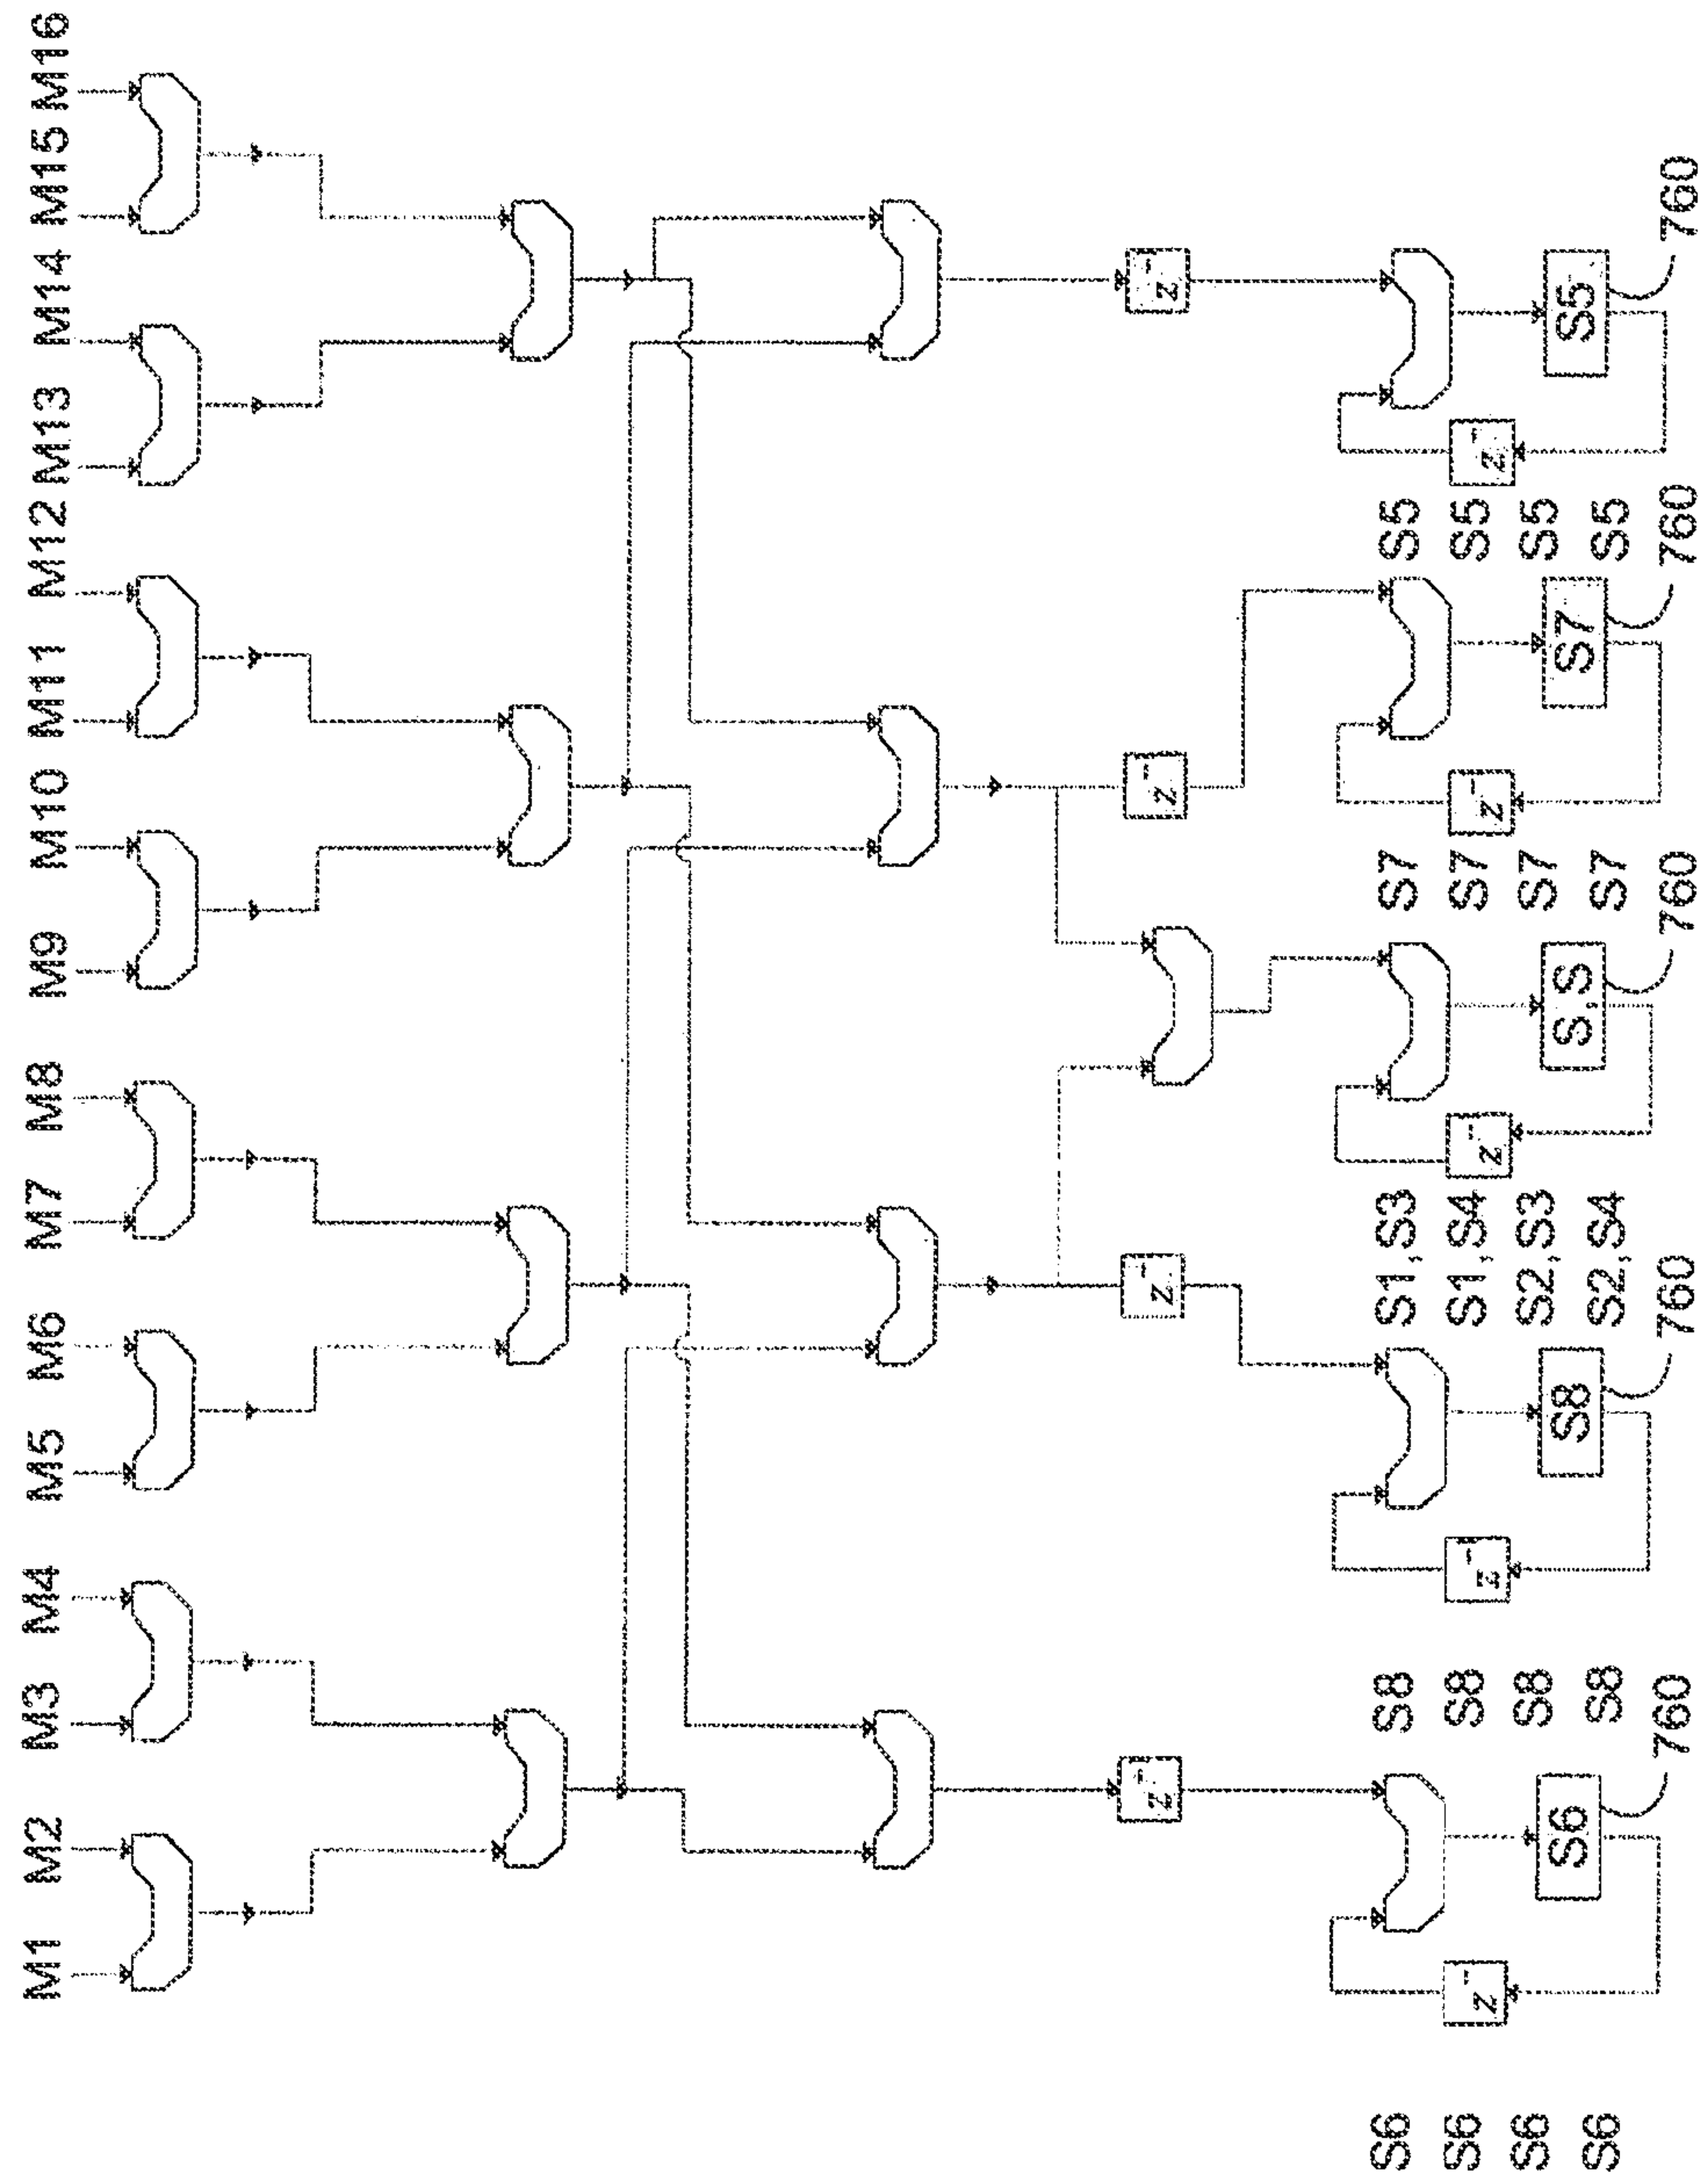 M1 M2 M3 M4 M5 M6 M7 M8 M9 M10 M11 M12 M13 M14 M15 M16
z⁻ z⁻ z⁻ z⁻
z⁻ z⁻ z⁻ z⁻ z⁻
S6 S8 S,S S7 S5
760 760 760 760 760
S6 S8 S1,S3 S7 S5
S6 S8 S1,S4 S7 S5
S6 S8 S2,S3 S7 S5
S6 S8 S2,S4 S7 S5